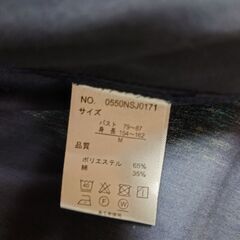 NO. 0550NSJ0171
サイズ
バスト 79～87
身長 154～162
M
品質
ポリエステル 65%
綿 35%